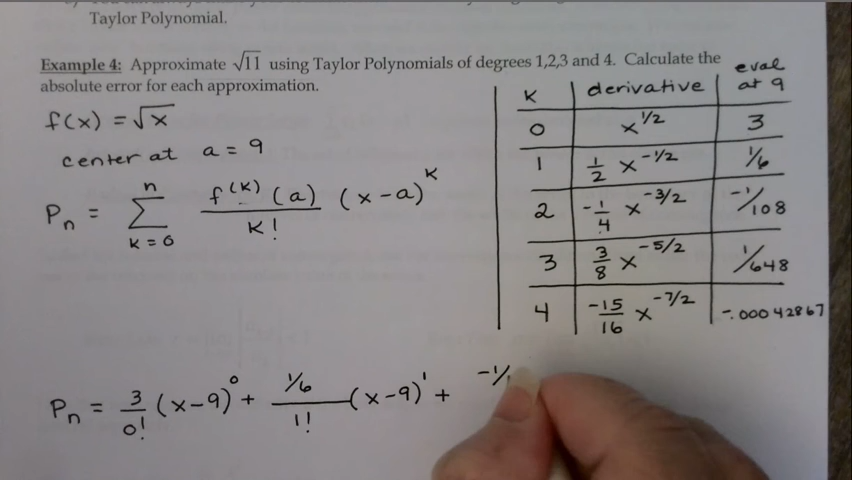 Taylor Polynomial.
Example 4: Approximate √11 using Taylor Polynomials of degrees 1,2,3 and 4. Calculate the
absolute error for each approximation.
f(x) = √x
center at a = 9
Pₙ = Σ n k=0 f^(k)(a) / k! (x-a)^k
K derivative eval at 9
0 x^1/2 3
1 1/2 x^-1/2 1/6
2 -1/4 x^-3/2 -1/108
3 3/8 x^-5/2 1/648
4 -15/16 x^-7/2 -.00042867
Pₙ = 3/0! (x-9)^0 + 1/6 / 1! (x-9)^1 + -1/